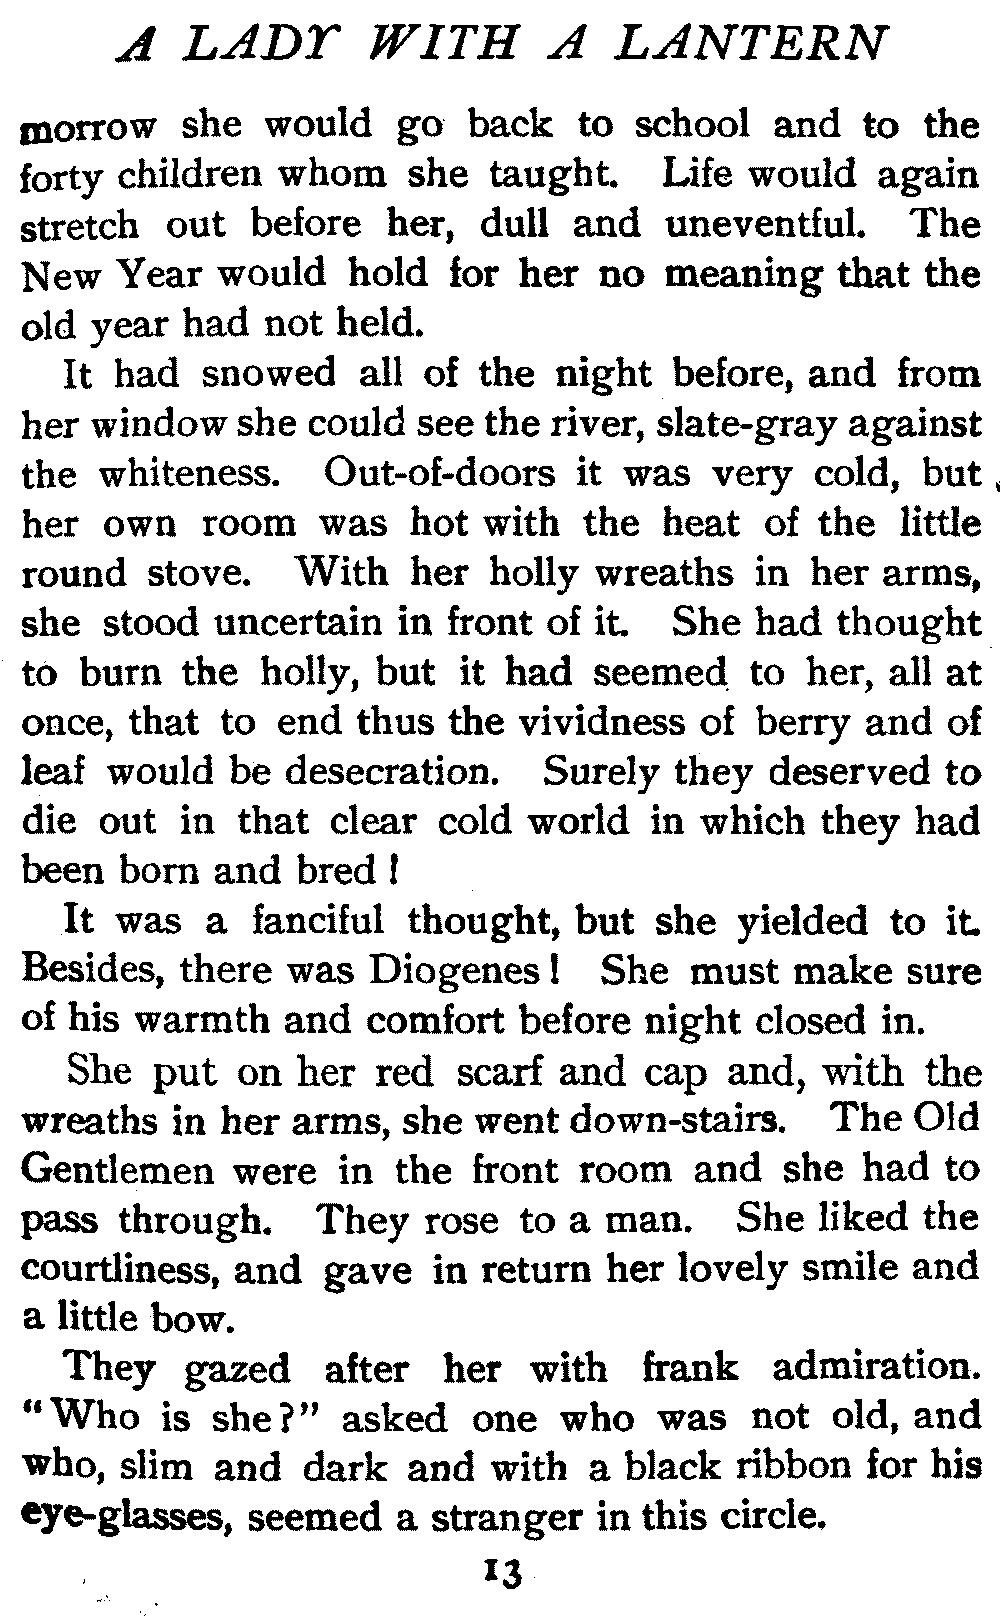 A LADY WITH A LANTERN
morrow she would go back to school and to the
forty children whom she taught. Life would again
stretch out before her, dull and uneventful. The
New Year would hold for her no meaning that the
old year had not held.
It had snowed all of the night before, and from
her window she could see the river, slate-gray against
the whiteness. Out-of-doors it was very cold, but
her own room was hot with the heat of the little
round stove. With her holly wreaths in her arms,
she stood uncertain in front of it. She had thought
to burn the holly, but it had seemed to her, all at
once, that to end thus the vividness of berry and of
leaf would be desecration. Surely they deserved to
die out in that clear cold world in which they had
been born and bred!
It was a fanciful thought, but she yielded to it.
Besides, there was Diogenes! She must make sure
of his warmth and comfort before night closed in.
She put on her red scarf and cap and, with the
wreaths in her arms, she went down-stairs. The Old
Gentlemen were in the front room and she had to
pass through. They rose to a man. She liked the
courtliness, and gave in return her lovely smile and
a little bow.
They gazed after her with frank admiration.
"Who is she?" asked one who was not old, and
who, slim and dark and with a black ribbon for his
eye-glasses, seemed a stranger in this circle.
13